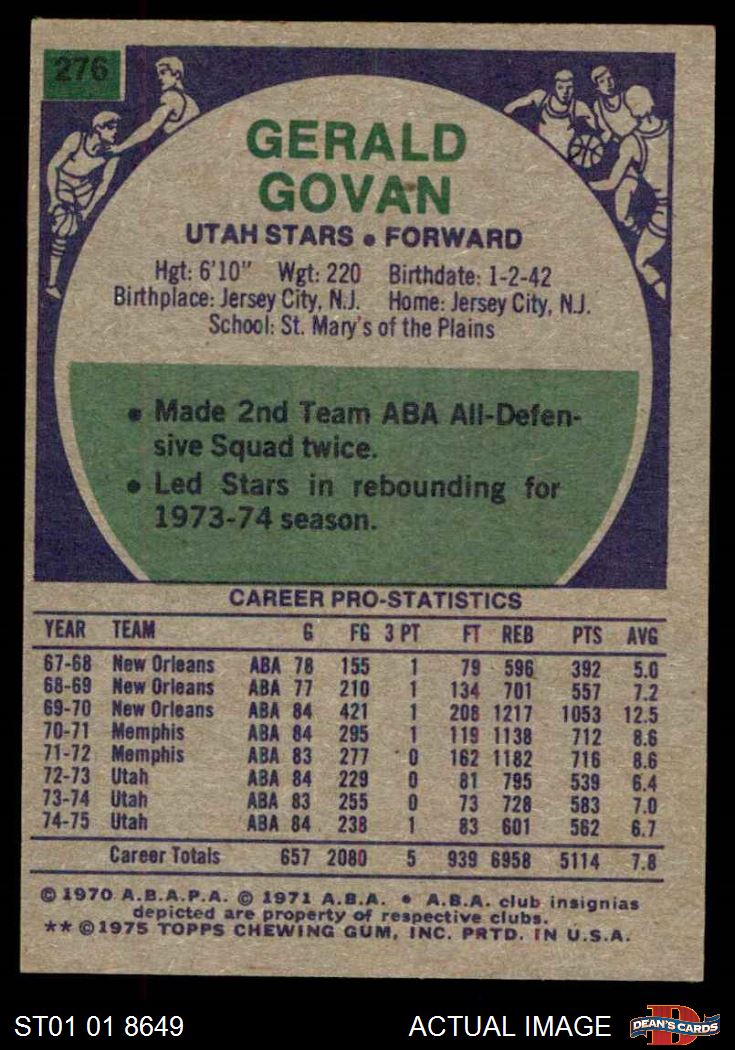 276
GERALD
GOVAN
UTAH STARS • FORWARD
Hgt: 6'10" Wgt: 220 Birthdate: 1-2-42
Birthplace: Jersey City, N.J. Home: Jersey City, N.J.
School: St. Mary's of the Plains
• Made 2nd Team ABA All-Defen-
sive Squad twice.
• Led Stars in rebounding for
1973-74 season.
CAREER PRO-STATISTICS
YEAR TEAM G FG 3 PT FT REB PTS AVG
67-68 New Orleans ABA 78 155 1 79 596 392 5.0
68-69 New Orleans ABA 77 210 1 134 701 557 7.2
69-70 New Orleans ABA 84 421 1 208 1217 1053 12.5
70-71 Memphis ABA 84 295 1 119 1138 712 8.6
71-72 Memphis ABA 83 277 0 162 1182 716 8.6
72-73 Utah ABA 84 229 0 81 795 539 6.4
73-74 Utah ABA 83 255 0 73 728 583 7.0
74-75 Utah ABA 84 238 1 83 601 562 6.7
Career Totals 657 2080 5 939 6958 5114 7.8
© 1970 A.B.A.P.A. © 1971 A.B.A. • A.B.A. club insignias
depicted are property of respective clubs.
** ©1975 TOPPS CHEWING GUM, INC. PRTD. IN U.S.A.
ST01 01 8649 ACTUAL IMAGE D DEAN'S CARDS